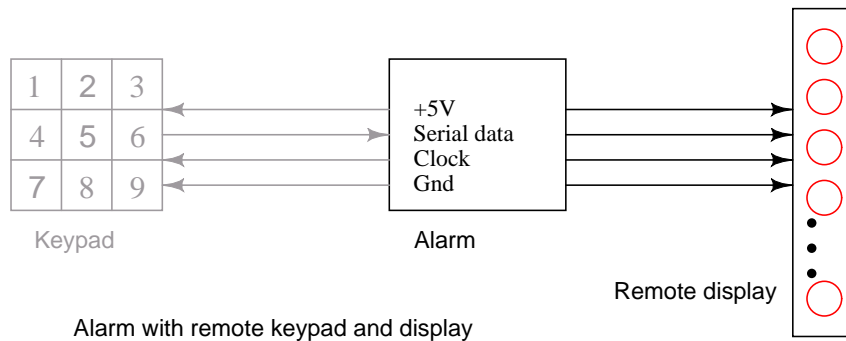 1 2 3
4 5 6
7 8 9
+5V
Serial data
Clock
Gnd
Keypad
Alarm
Remote display
Alarm with remote keypad and display